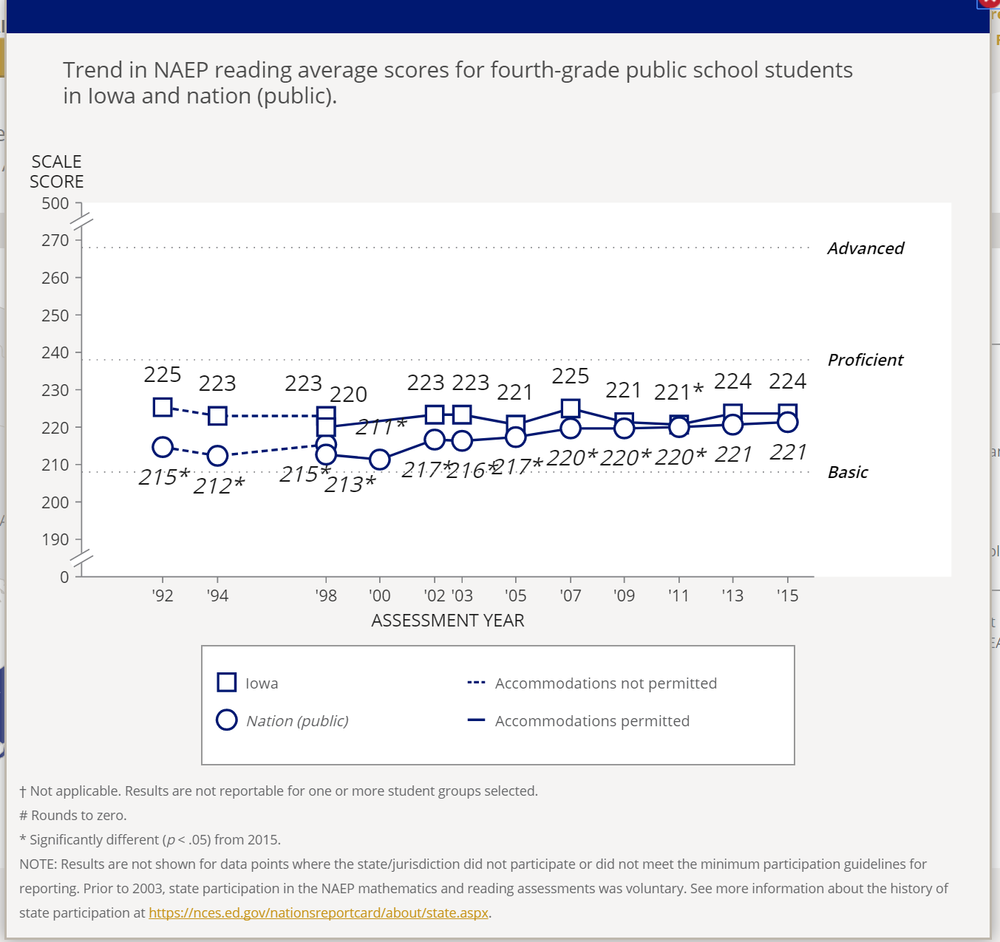 Trend in NAEP reading average scores for fourth-grade public school students
in Iowa and nation (public).
SCALE
SCORE
500
270
260
250
240
230
220
210
200
190
0
Advanced
Proficient
Basic
225
223
223
220
223
223
221
225
221
221*
224
224
215*
212*
215*
213*
211*
217*
216*
217*
220*
220*
220*
221
221
'92
'94
'98
'00
'02
'03
'05
'07
'09
'11
'13
'15
ASSESSMENT YEAR
Iowa
Accommodations not permitted
Nation (public)
Accommodations permitted
† Not applicable. Results are not reportable for one or more student groups selected.
# Rounds to zero.
* Significantly different (p < .05) from 2015.
NOTE: Results are not shown for data points where the state/jurisdiction did not participate or did not meet the minimum participation guidelines for
reporting. Prior to 2003, state participation in the NAEP mathematics and reading assessments was voluntary. See more information about the history of
state participation at https://nces.ed.gov/nationsreportcard/about/state.aspx.